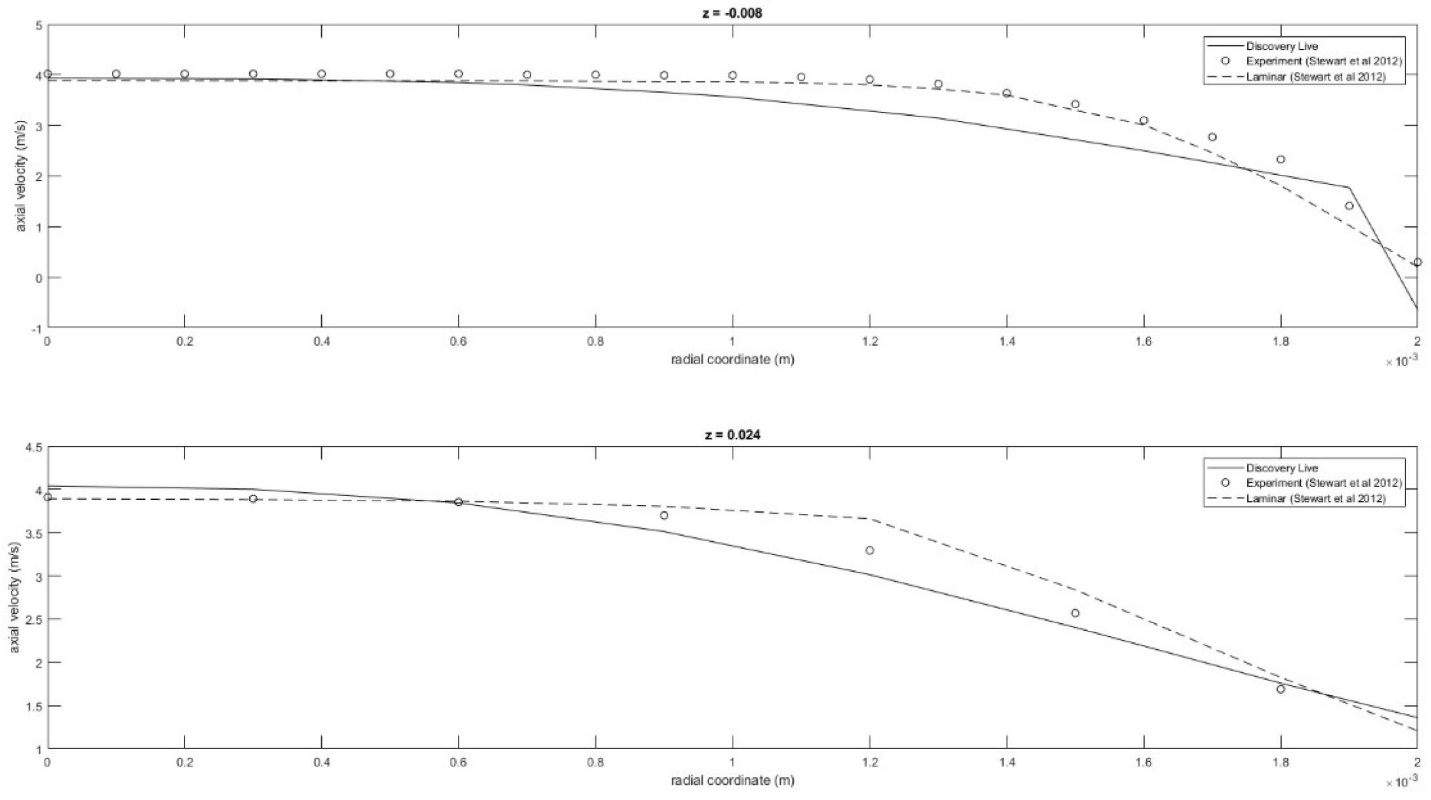 z = -0.008
5
4
3
2
1
0
-1
axial velocity (m/s)
Discovery Live
Experiment (Stewart et al 2012)
Laminar (Stewart et al 2012)
0 0.2 0.4 0.6 0.8 1 1.2 1.4 1.6 1.8 2
radial coordinate (m)
× 10⁻³
z = 0.024
4.5
4
3.5
3
2.5
2
1.5
1
axial velocity (m/s)
Discovery Live
Experiment (Stewart et al 2012)
Laminar (Stewart et al 2012)
0 0.2 0.4 0.6 0.8 1 1.2 1.4 1.6 1.8 2
radial coordinate (m)
× 10⁻³